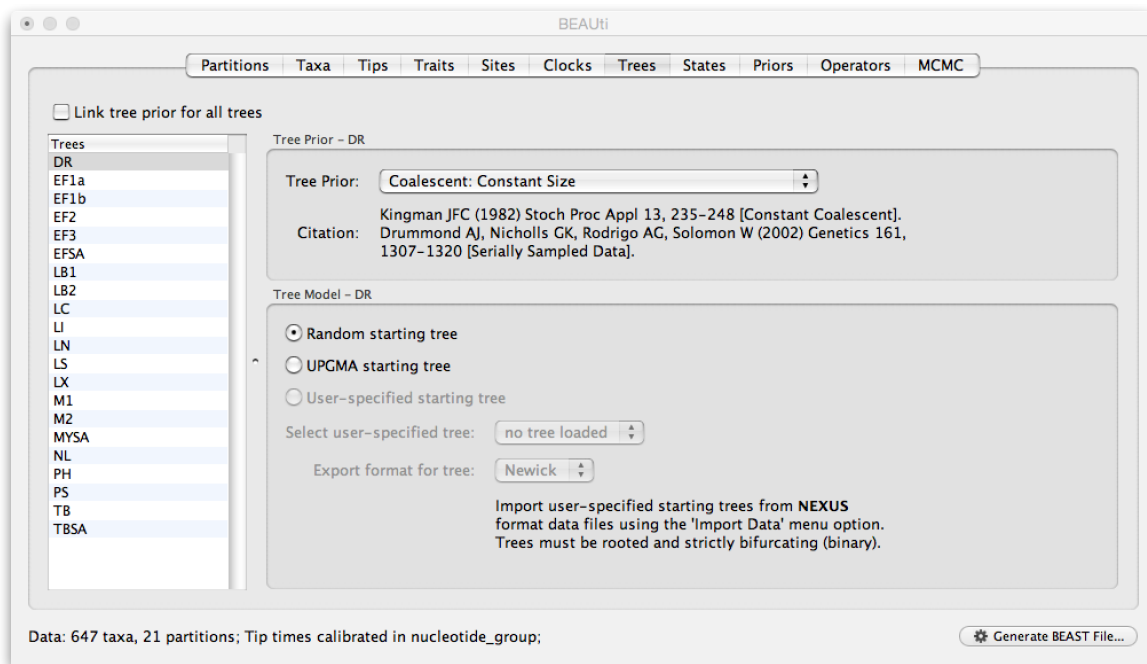 BEAUti
Partitions Taxa Tips Traits Sites Clocks Trees States Priors Operators MCMC
Link tree prior for all trees
Trees
DR
EF1a
EF1b
EF2
EF3
EFSA
LB1
LB2
LC
LI
LN
LS
LX
M1
M2
MYSA
NL
PH
PS
TB
TBSA
Tree Prior – DR
Tree Prior: Coalescent: Constant Size
Citation:
Kingman JFC (1982) Stoch Proc Appl 13, 235–248 [Constant Coalescent].
Drummond AJ, Nicholls GK, Rodrigo AG, Solomon W (2002) Genetics 161,
1307–1320 [Serially Sampled Data].
Tree Model – DR
Random starting tree
UPGMA starting tree
User-specified starting tree
Select user-specified tree: no tree loaded
Export format for tree: Newick
Import user-specified starting trees from NEXUS
format data files using the 'Import Data' menu option.
Trees must be rooted and strictly bifurcating (binary).
Data: 647 taxa, 21 partitions; Tip times calibrated in nucleotide_group;
Generate BEAST File...